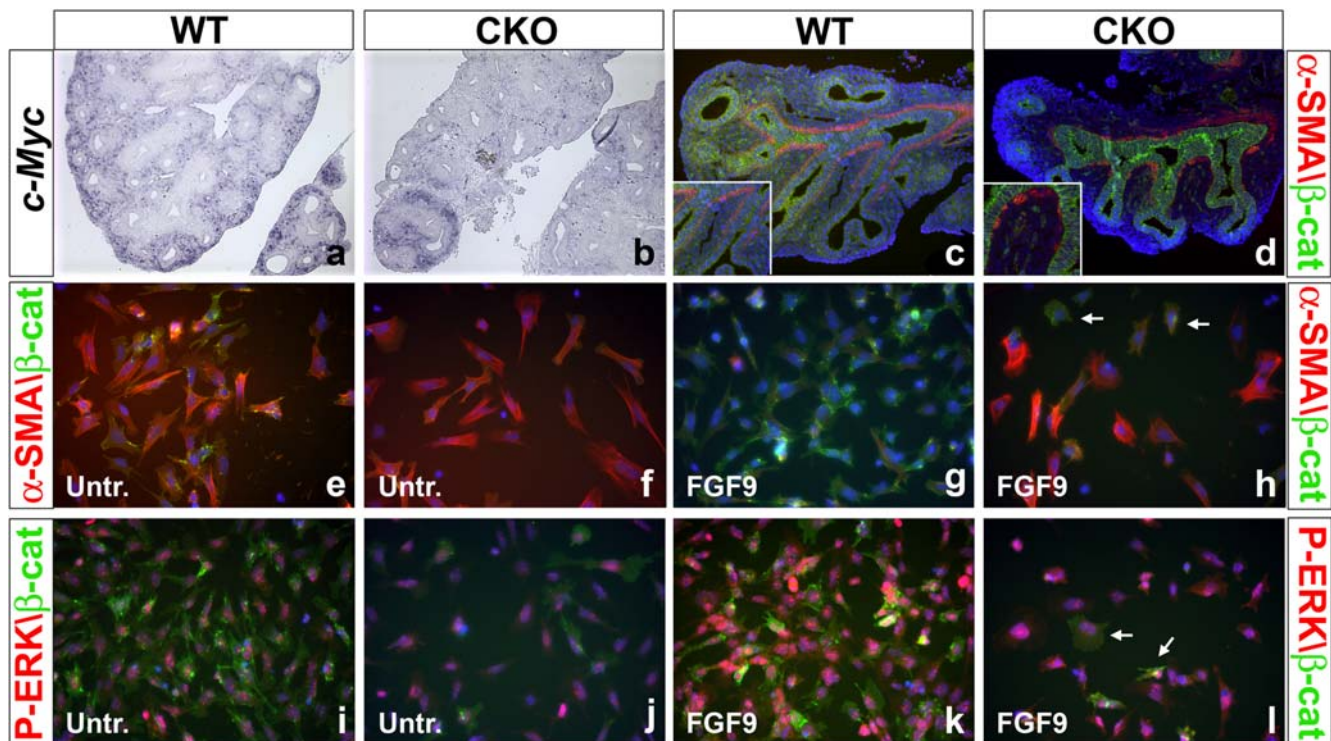 WT
CKO
WT
CKO
c-Myc
a
b
c
d
α-SMA\β-cat
α-SMA\β-cat
Untr.
e
Untr.
f
FGF9
g
FGF9
h
α-SMA\β-cat
P-ERK\β-cat
Untr.
i
Untr.
j
FGF9
k
FGF9
l
P-ERK\β-cat